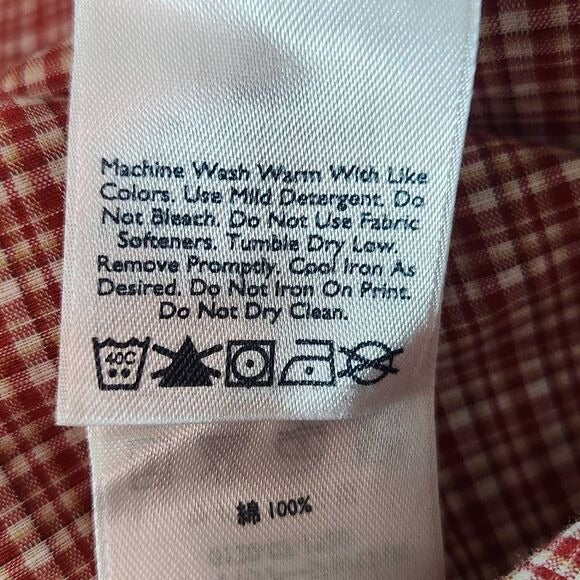 Machine Wash Warm With Like
Colors. Use Mild Detergent. Do
Not Bleach. Do Not Use Fabric
Softeners. Tumble Dry Low.
Remove Promptly. Cool Iron As
Desired. Do Not Iron On Print.
Do Not Dry Clean.
40C
綿 100%